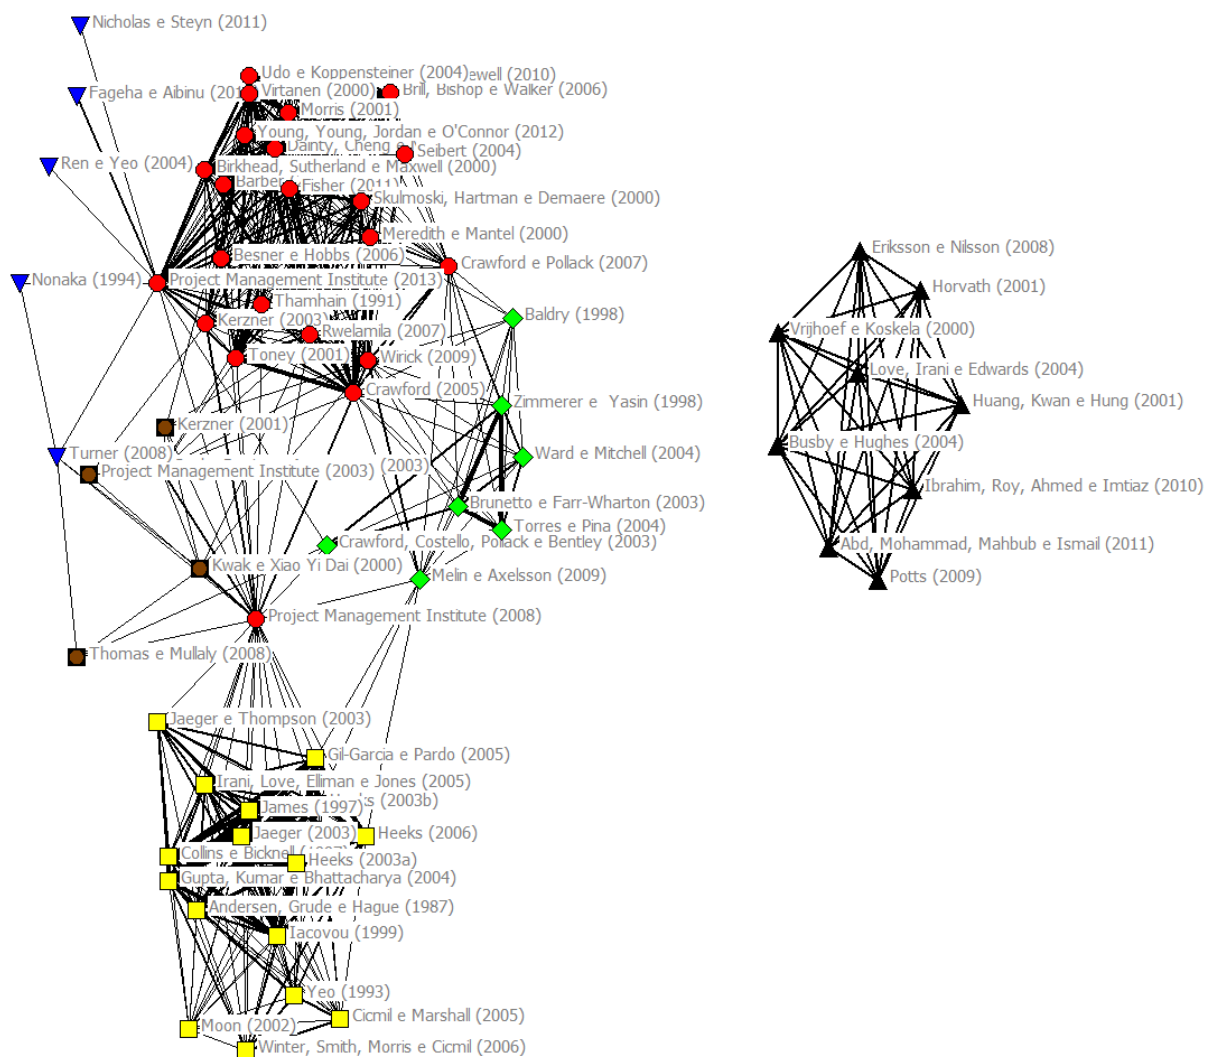 Nicholas e Steyn (2011)
Udo e Koppensteiner (2004)
ewell (2010)
Fageha e Aibinu (201
Virtanen (2000)
Brill, Bishop e Walker (2006)
Morris (2001)
Young, Young, Jordan e O'Connor (2012)
Dainty, Cheng e
Seibert (2004)
Ren e Yeo (2004)
Birkhead, Sutherland e Maxwell (2000)
Barber
Fisher (2011)
Skulmoski, Hartman e Demaere (2000)
Meredith e Mantel (2000)
Besner e Hobbs (2006)
Crawford e Pollack (2007)
Nonaka (1994)
Project Management Institute (2013)
Thamhain (1991)
Kerzner (2003)
Rwelamila (2007)
Baldry (1998)
Toney (2001)
Wirick (2009)
Crawford (2005)
Zimmerer e Yasin (1998)
Kerzner (2001)
Turner (2008)
Ward e Mitchell (2004)
Project Management Institute (2003)
(2003)
Brunetto e Farr-Wharton (2003)
Torres e Pina (2004)
Crawford, Costello, Pollack e Bentley (2003)
Kwak e Xiao Yi Dai (2000)
Melin e Axelsson (2009)
Project Management Institute (2008)
Thomas e Mullaly (2008)
Jaeger e Thompson (2003)
Gil-Garcia e Pardo (2005)
Irani, Love, Elliman e Jones (2005)
James (1997)
s (2003b)
Jaeger (2003)
Heeks (2006)
Collins e Bicknell
Heeks (2003a)
Gupta, Kumar e Bhattacharya (2004)
Andersen, Grude e Hague (1987)
Iacovou (1999)
Yeo (1993)
Cicmil e Marshall (2005)
Moon (2002)
Winter, Smith, Morris e Cicmil (2006)
Eriksson e Nilsson (2008)
Horvath (2001)
Vrijhoef e Koskela (2000)
Love, Irani e Edwards (2004)
Huang, Kwan e Hung (2001)
Busby e Hughes (2004)
Ibrahim, Roy, Ahmed e Imtiaz (2010)
Abd, Mohammad, Mahbub e Ismail (2011)
Potts (2009)